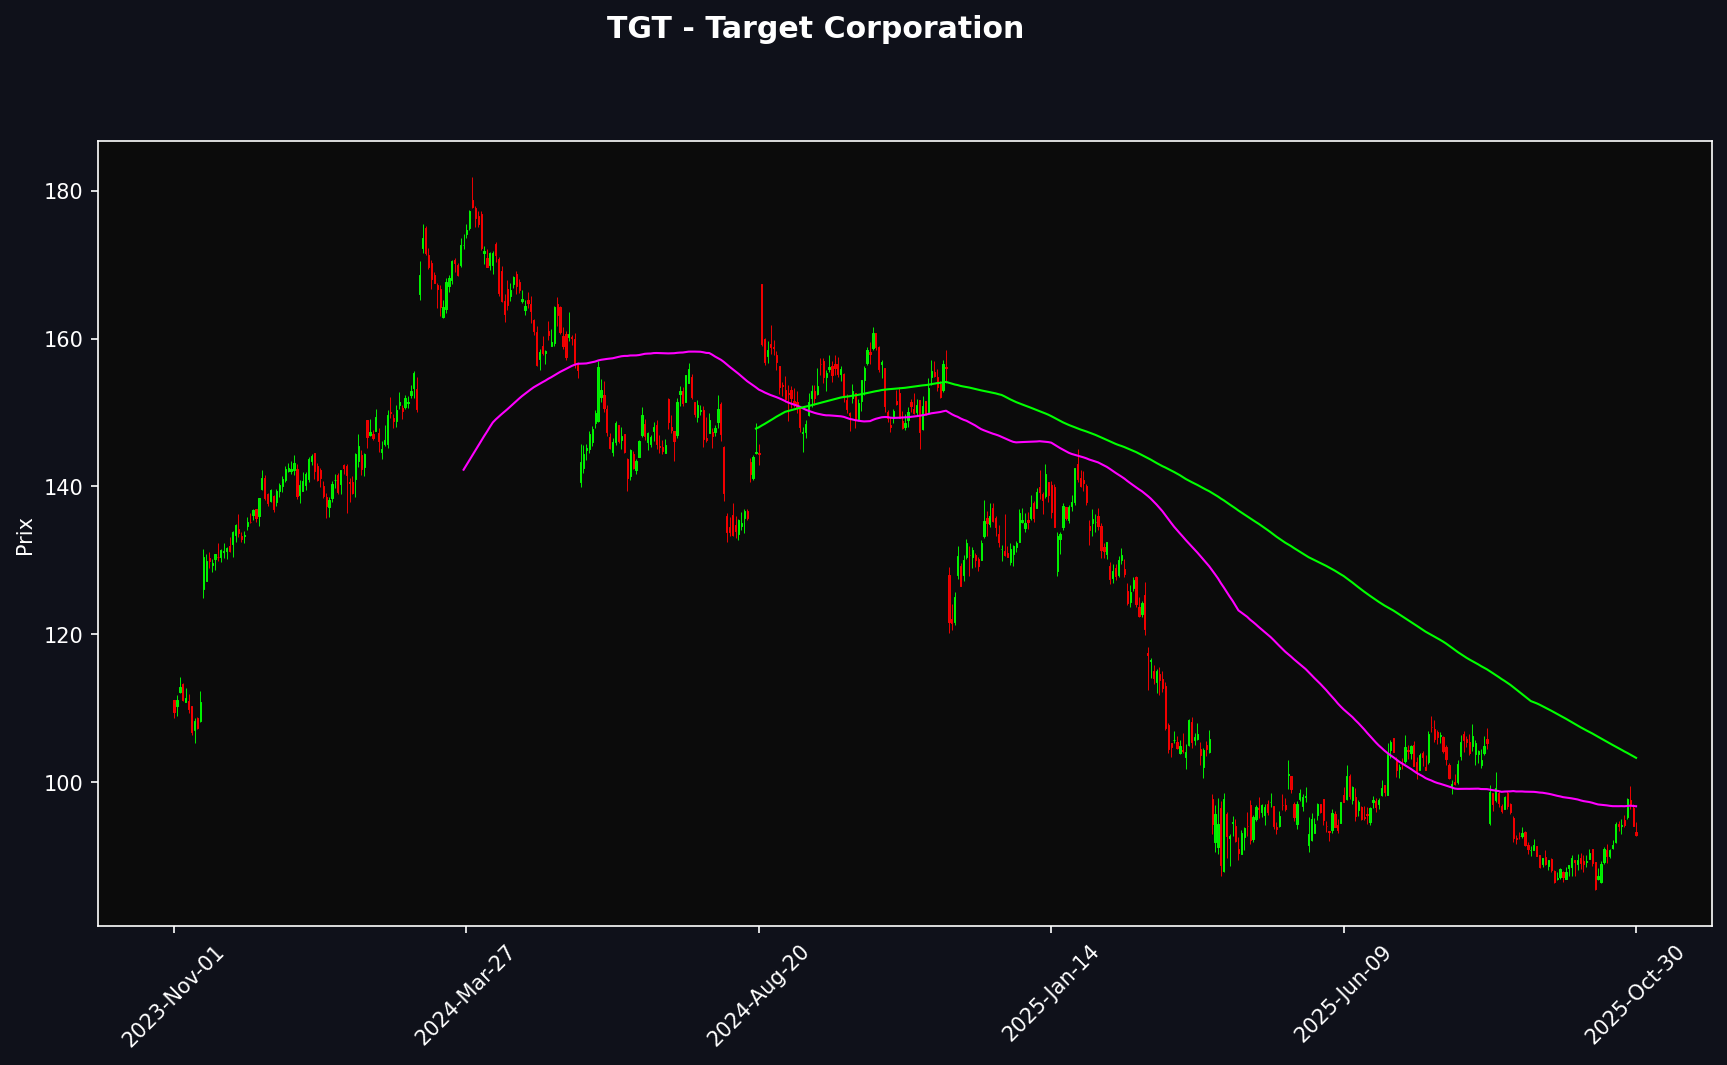 TGT - Target Corporation
180
160
140
120
100
Prix
2023-Nov-01
2024-Mar-27
2024-Aug-20
2025-Jan-14
2025-Jun-09
2025-Oct-30